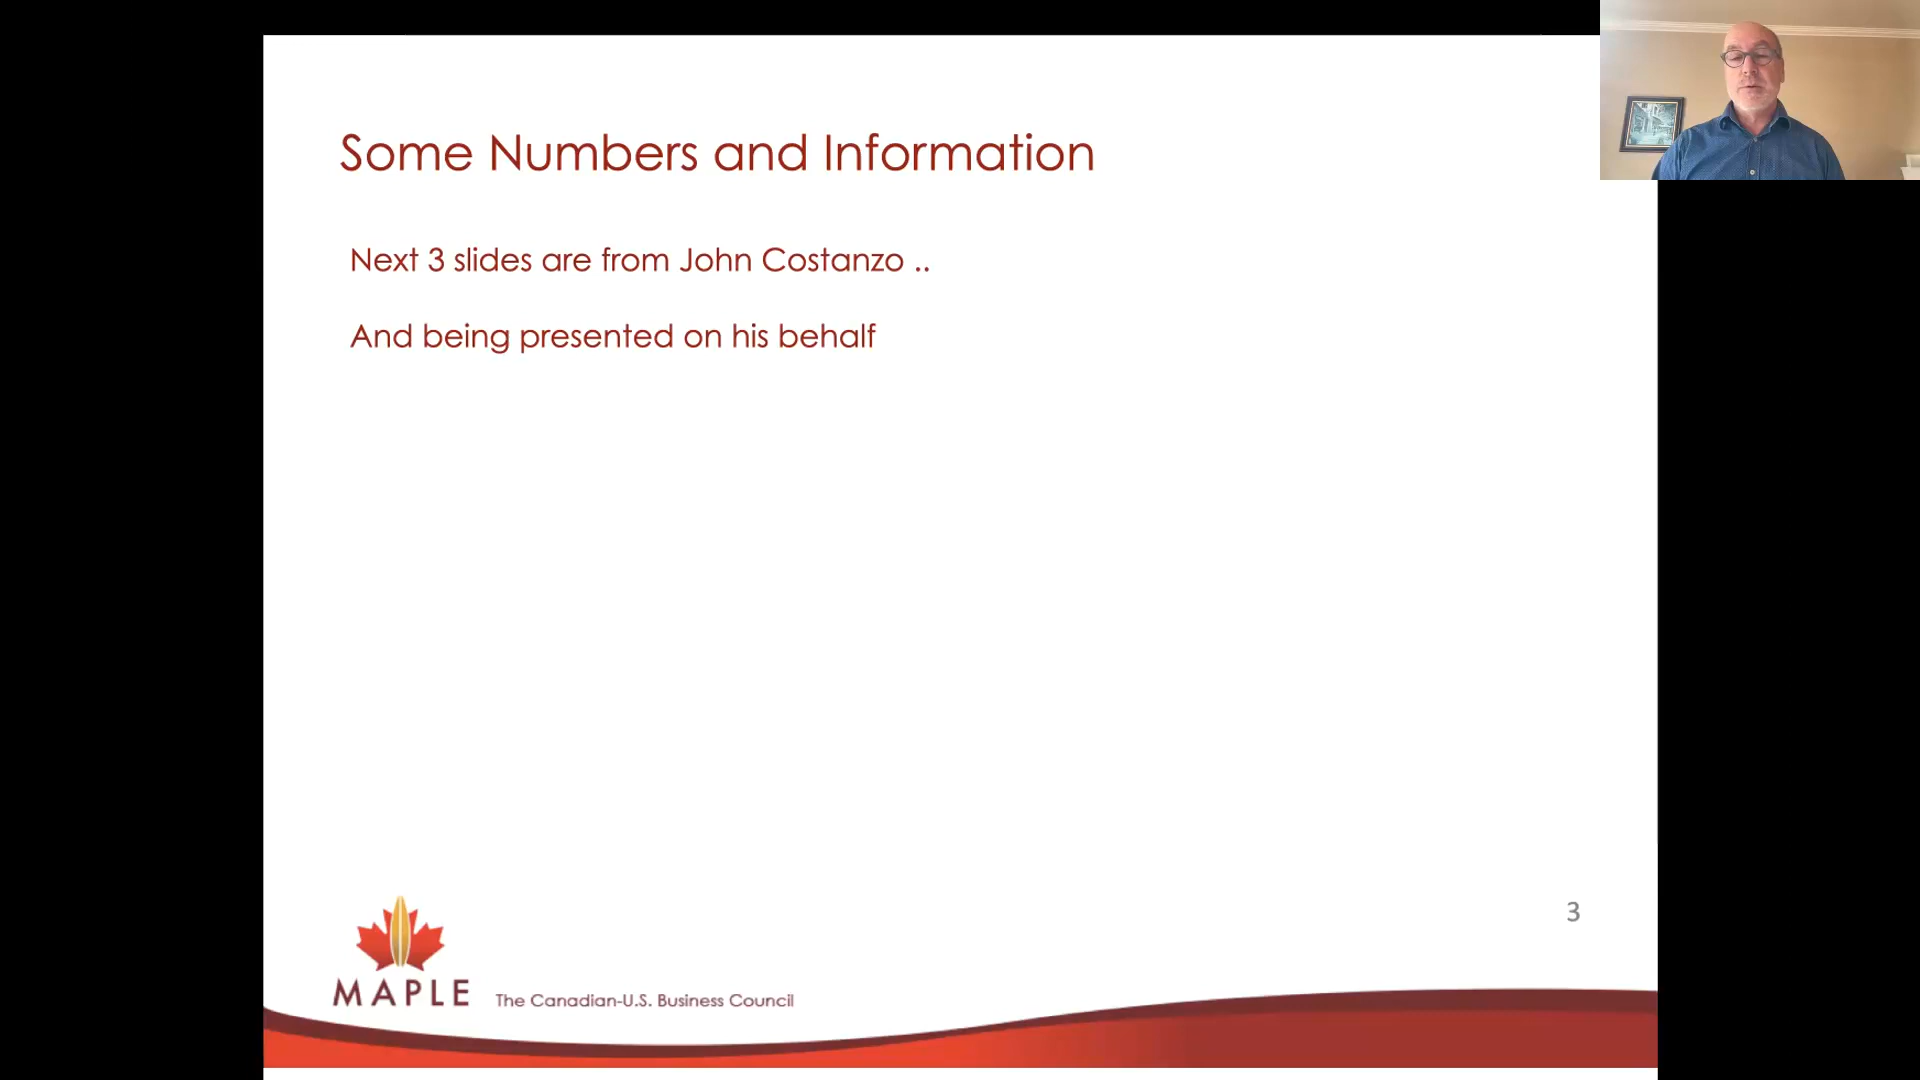 Some Numbers and Information
Next 3 slides are from John Costanzo ..
And being presented on his behalf
3
MAPLE
The Canadian-U.S. Business Council